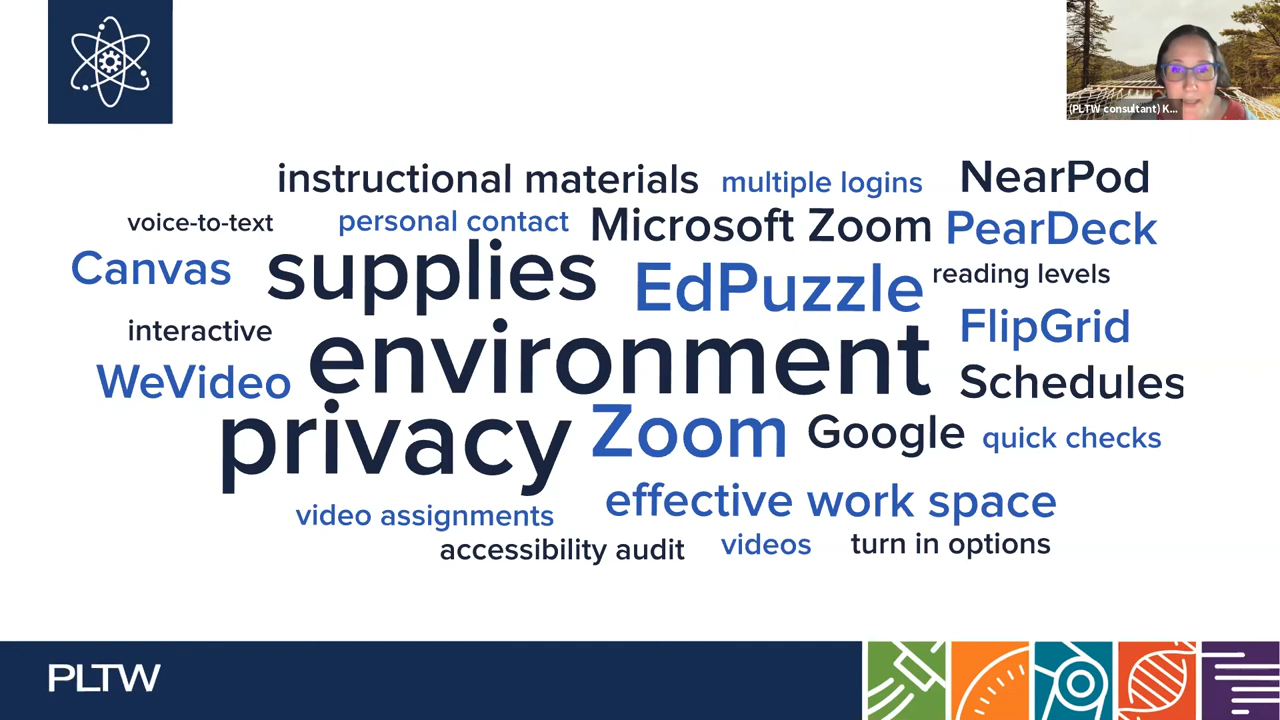 (PLTW consultant) K...
instructional materials multiple logins NearPod
voice-to-text personal contact Microsoft Zoom PearDeck
Canvas supplies EdPuzzle reading levels
interactive environment FlipGrid
WeVideo Schedules
privacy Zoom Google quick checks
video assignments effective work space
accessibility audit videos turn in options
PLTW